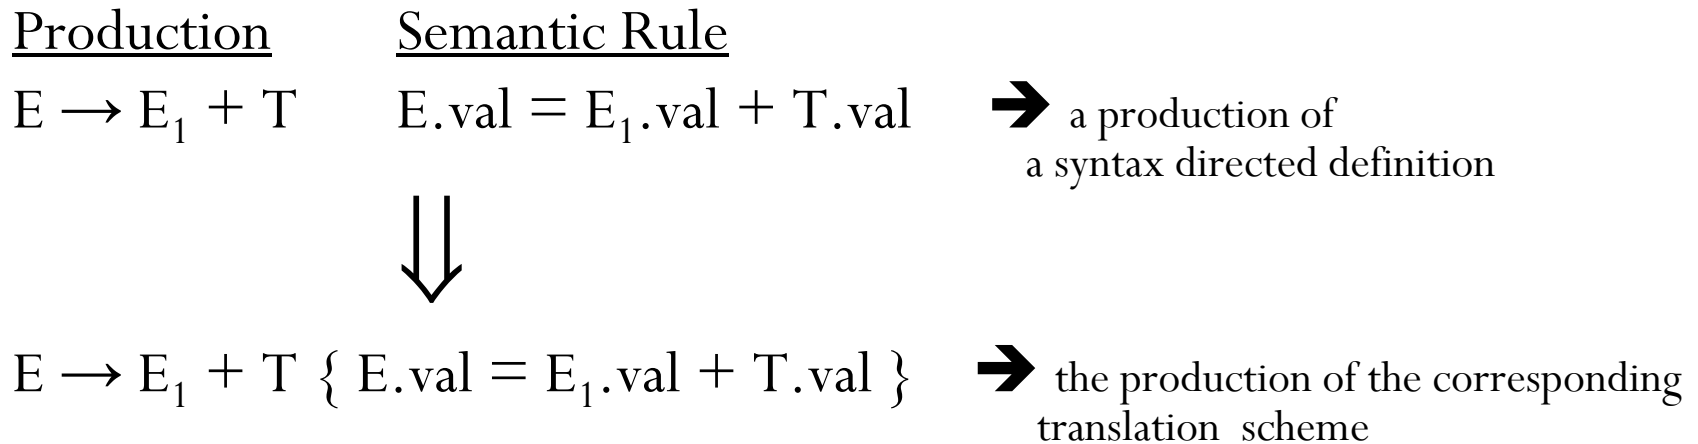 Production Semantic Rule
E → E₁ + T E.val = E₁.val + T.val ➔ a production of
a syntax directed definition
⇓
E → E₁ + T { E.val = E₁.val + T.val } ➔ the production of the corresponding
translation scheme